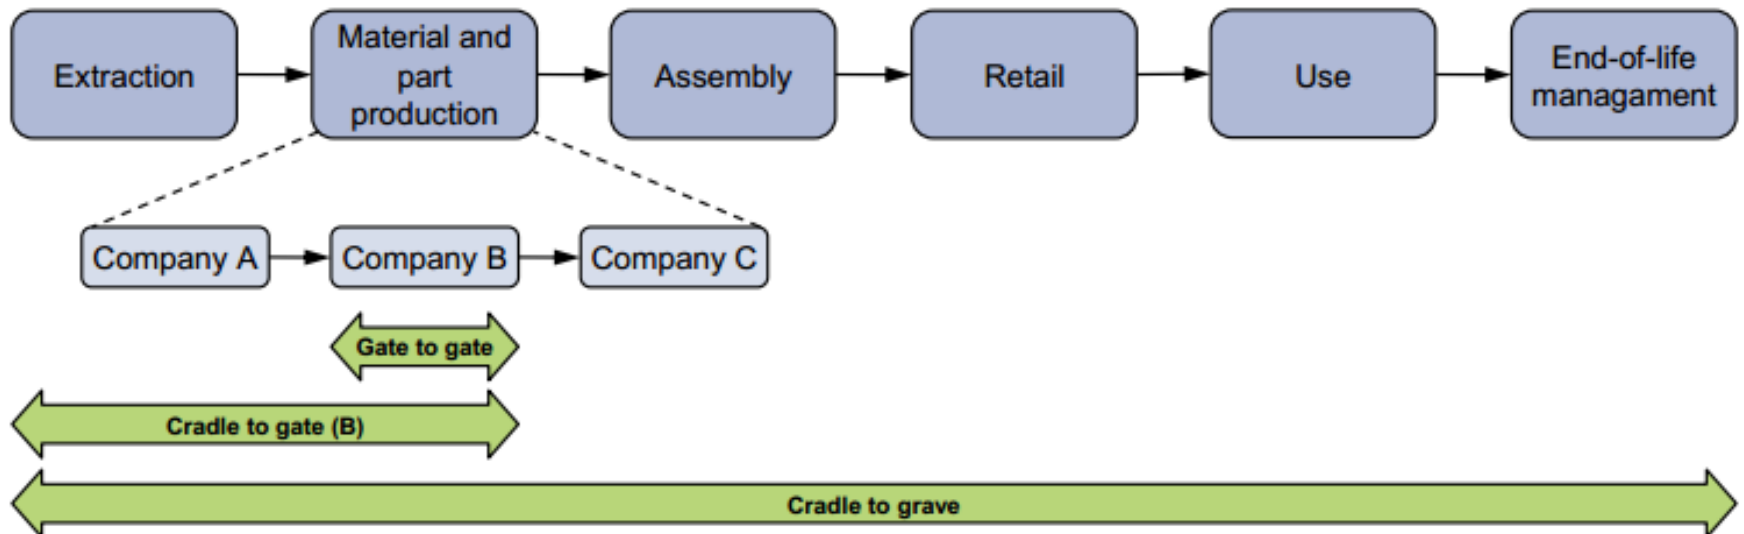 Extraction
Material and
part
production
Assembly
Retail
Use
End-of-life
managament
Company A
Company B
Company C
Gate to gate
Cradle to gate (B)
Cradle to grave